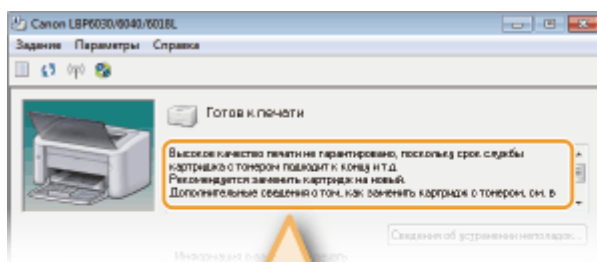 Canon LBP6030/6040/6018L
Задание Параметры Справка
Готов к печати
Высокое качество печати не гарантировано, поскольку срок службы
картриджа с тонером подходит к концу и т.д.
Рекомендуется заменить картридж на новый.
Дополнительные сведения о том, как заменить картридж с тонером, см. в
Сведения об устранении неполадок...
Информация о